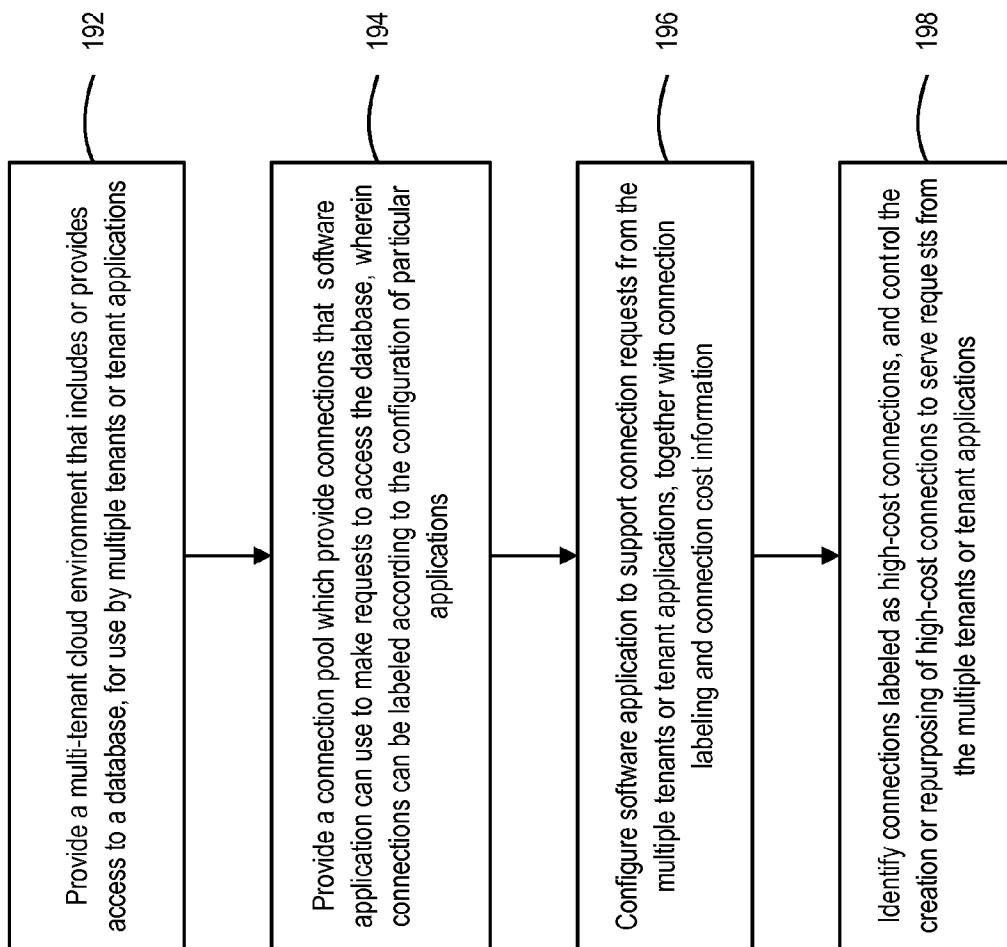 192
Provide a multi-tenant cloud environment that includes or provides
access to a database, for use by multiple tenants or tenant applications
194
Provide a connection pool which provide connections that software
application can use to make requests to access the database, wherein
connections can be labeled according to the configuration of particular
applications
196
Configure software application to support connection requests from the
multiple tenants or tenant applications, together with connection
labeling and connection cost information
198
Identify connections labeled as high-cost connections, and control the
creation or repurposing of high-cost connections to serve requests from
the multiple tenants or tenant applications